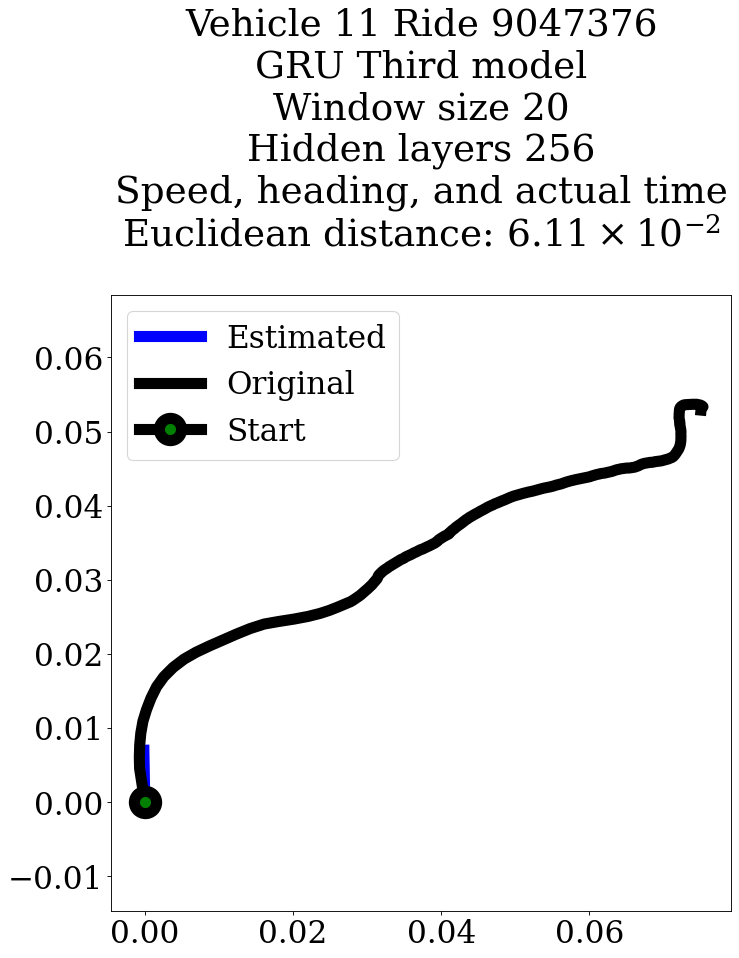 Vehicle 11 Ride 9047376
GRU Third model
Window size 20
Hidden layers 256
Speed, heading, and actual time
Euclidean distance: 6.11 × 10⁻²
Estimated
Original
Start
0.06
0.05
0.04
0.03
0.02
0.01
0.00
−0.01
0.00 0.02 0.04 0.06